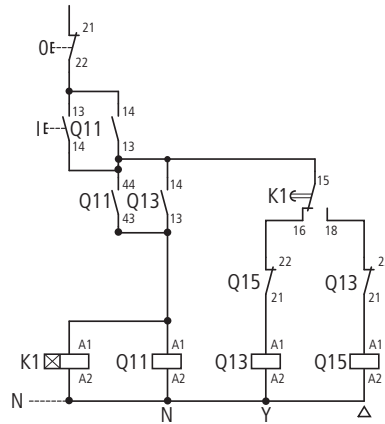 21
0
22
13 14
I Q11
14 13
44 14 15
Q11 Q13 K1
43 13 16 18
22 2
Q15 Q13
21 21
A1 A1 A1 A1
K1 Q11 Q13 Q15
A2 A2 A2 A2
N
N Y △